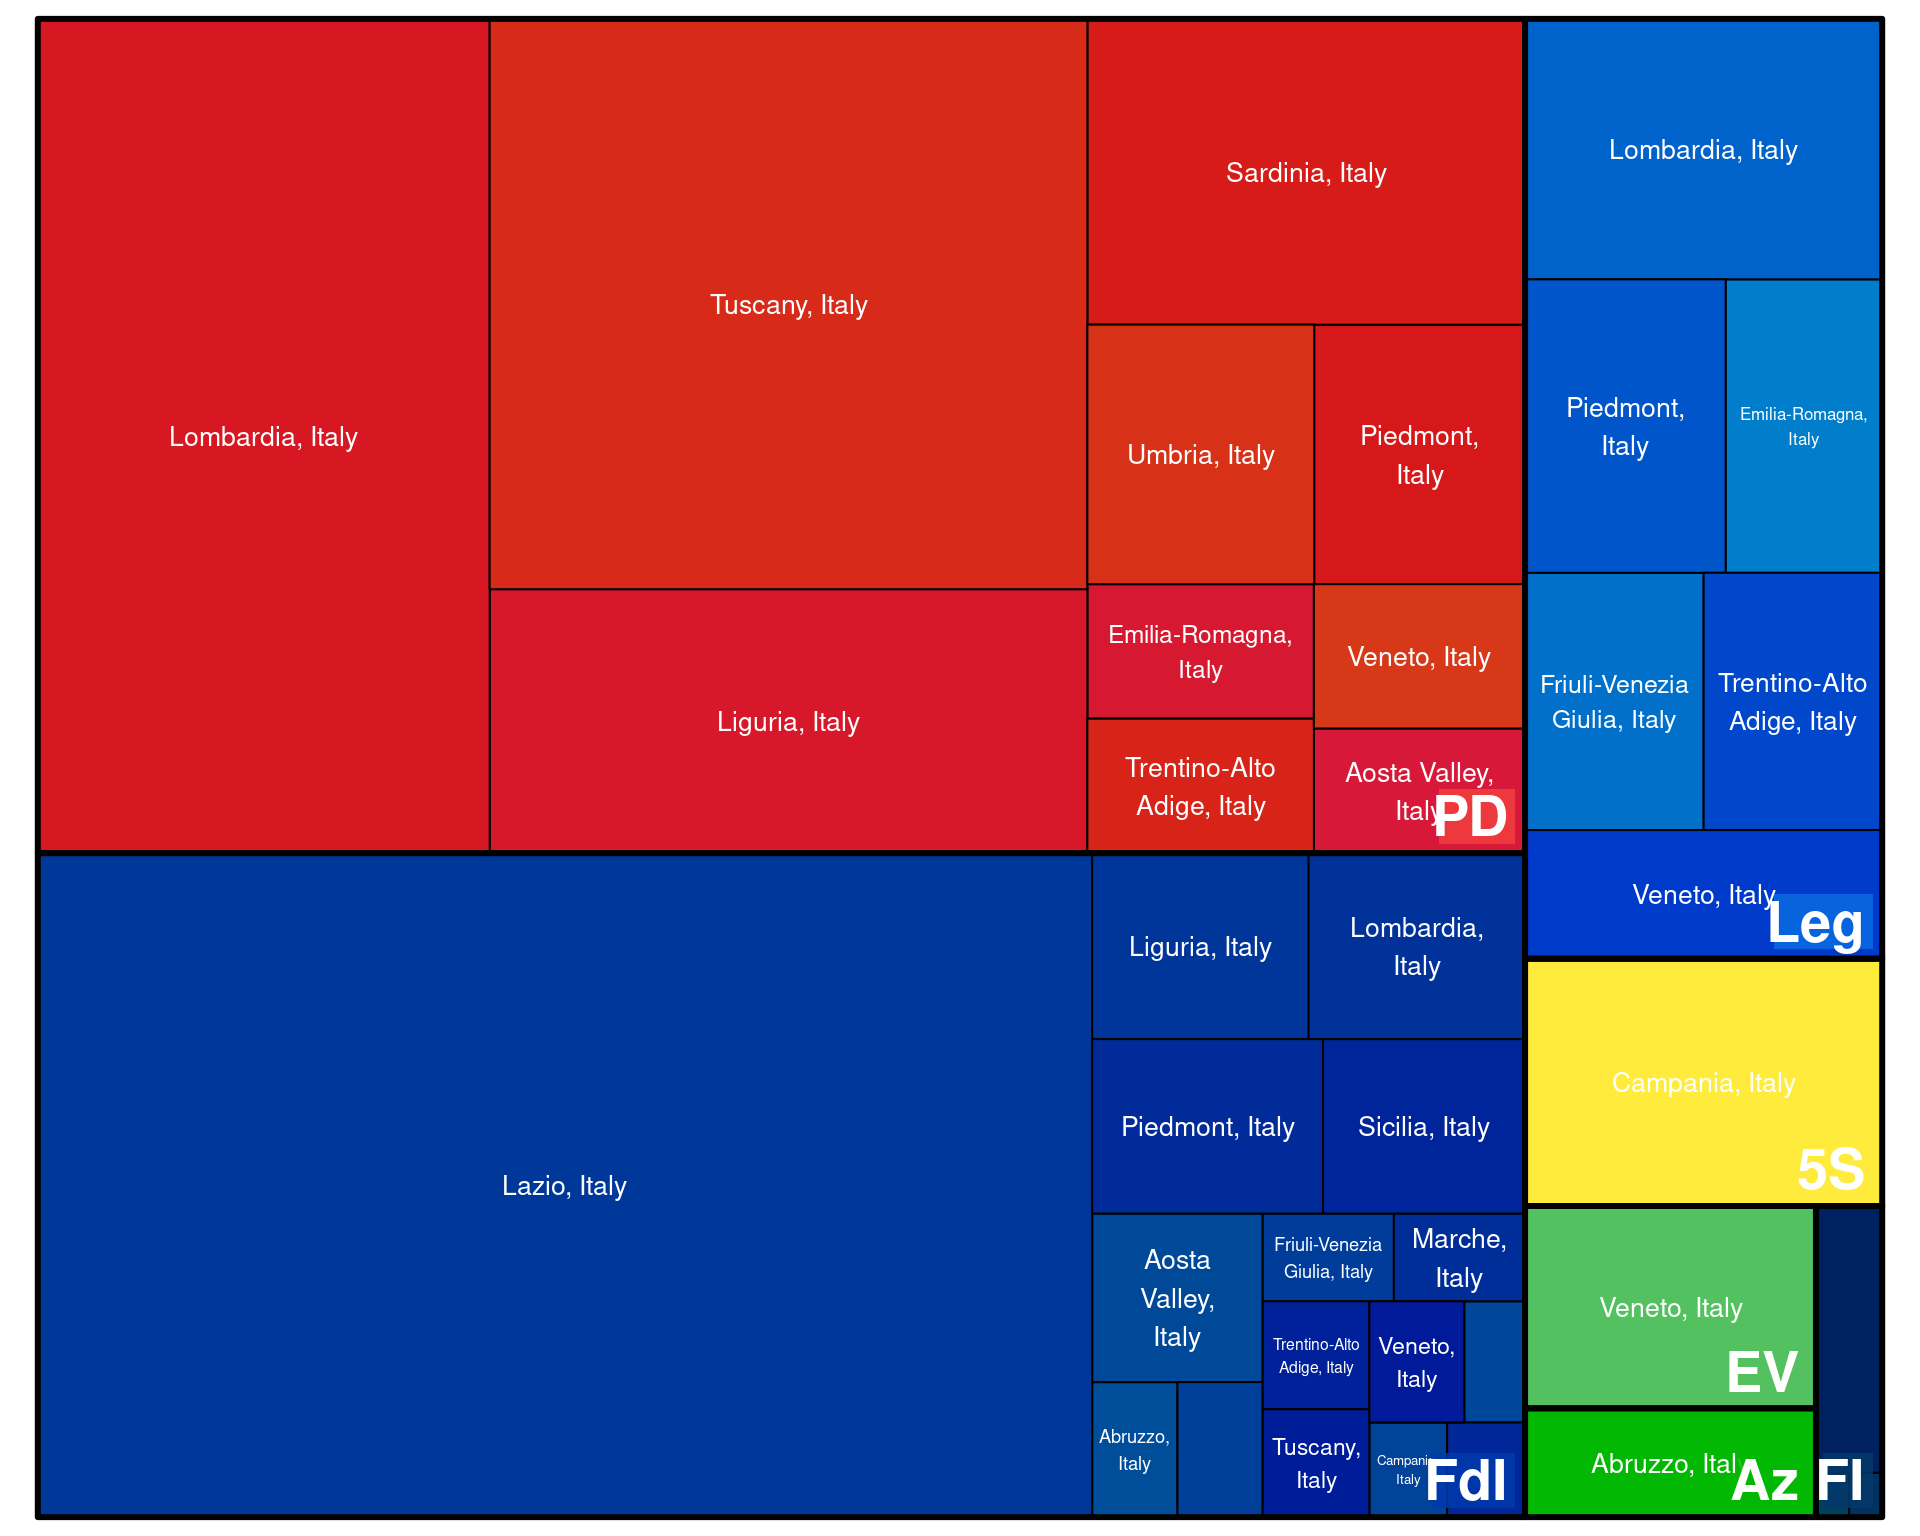 Lombardia, Italy
Tuscany, Italy
Liguria, Italy
Sardinia, Italy
Umbria, Italy
Piedmont,
Italy
Emilia-Romagna,
Italy
Veneto, Italy
Trentino-Alto
Adige, Italy
Aosta Valley,
Italy
PD
Lombardia, Italy
Piedmont,
Italy
Emilia-Romagna,
Italy
Friuli-Venezia
Giulia, Italy
Trentino-Alto
Adige, Italy
Veneto, Italy
Leg
Lazio, Italy
Liguria, Italy
Lombardia,
Italy
Piedmont, Italy
Sicilia, Italy
Aosta
Valley,
Italy
Friuli-Venezia
Giulia, Italy
Marche,
Italy
Trentino-Alto
Adige, Italy
Veneto,
Italy
Abruzzo,
Italy
Tuscany,
Italy
Campania,
Italy
FdI
Campania, Italy
5S
Veneto, Italy
EV
Abruzzo, Italy
Az
FI